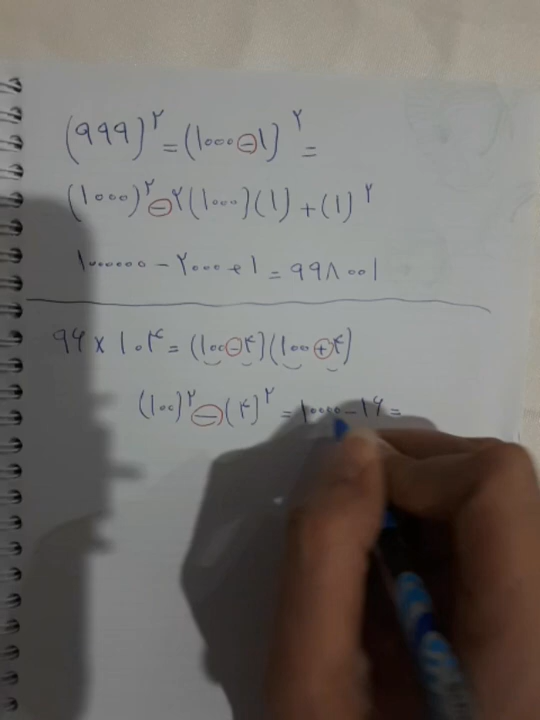 (۹۹۹)^۲ = (۱۰۰۰ - ۱)^۲ =
(۱۰۰۰)^۲ - ۲(۱۰۰۰)(۱) + (۱)^۲
۱۰۰۰۰۰۰ - ۲۰۰۰ + ۱ = ۹۹۸۰۰۱
۹۶ × ۱۰۴ = (۱۰۰ - ۴)(۱۰۰ + ۴)
(۱۰۰)^۲ - (۴)^۲ = ۱۰۰۰۰ - ۱۶ =